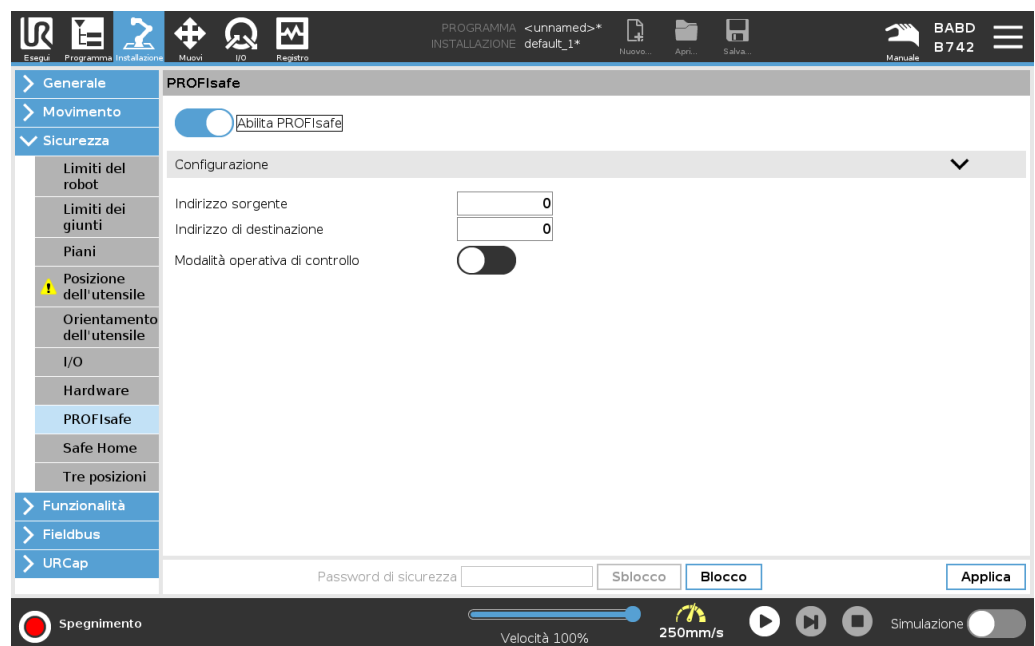 UR
PROGRAMMA <unnamed>*
INSTALLAZIONE default_1*
Esegui Programma Installazione Muovi I/O Registro
Nuovo... Apri... Salva...
Manuale
BABD
B742
Generale
Movimento
Sicurezza
Limiti del
robot
Limiti dei
giunti
Piani
Posizione
dell'utensile
Orientamento
dell'utensile
I/O
Hardware
PROFIsafe
Safe Home
Tre posizioni
Funzionalità
Fieldbus
URCap
PROFIsafe
Abilita PROFIsafe
Configurazione
Indirizzo sorgente 0
Indirizzo di destinazione 0
Modalità operativa di controllo
Password di sicurezza Sblocco Blocco Applica
Spegnimento
Velocità 100%
250mm/s
Simulazione